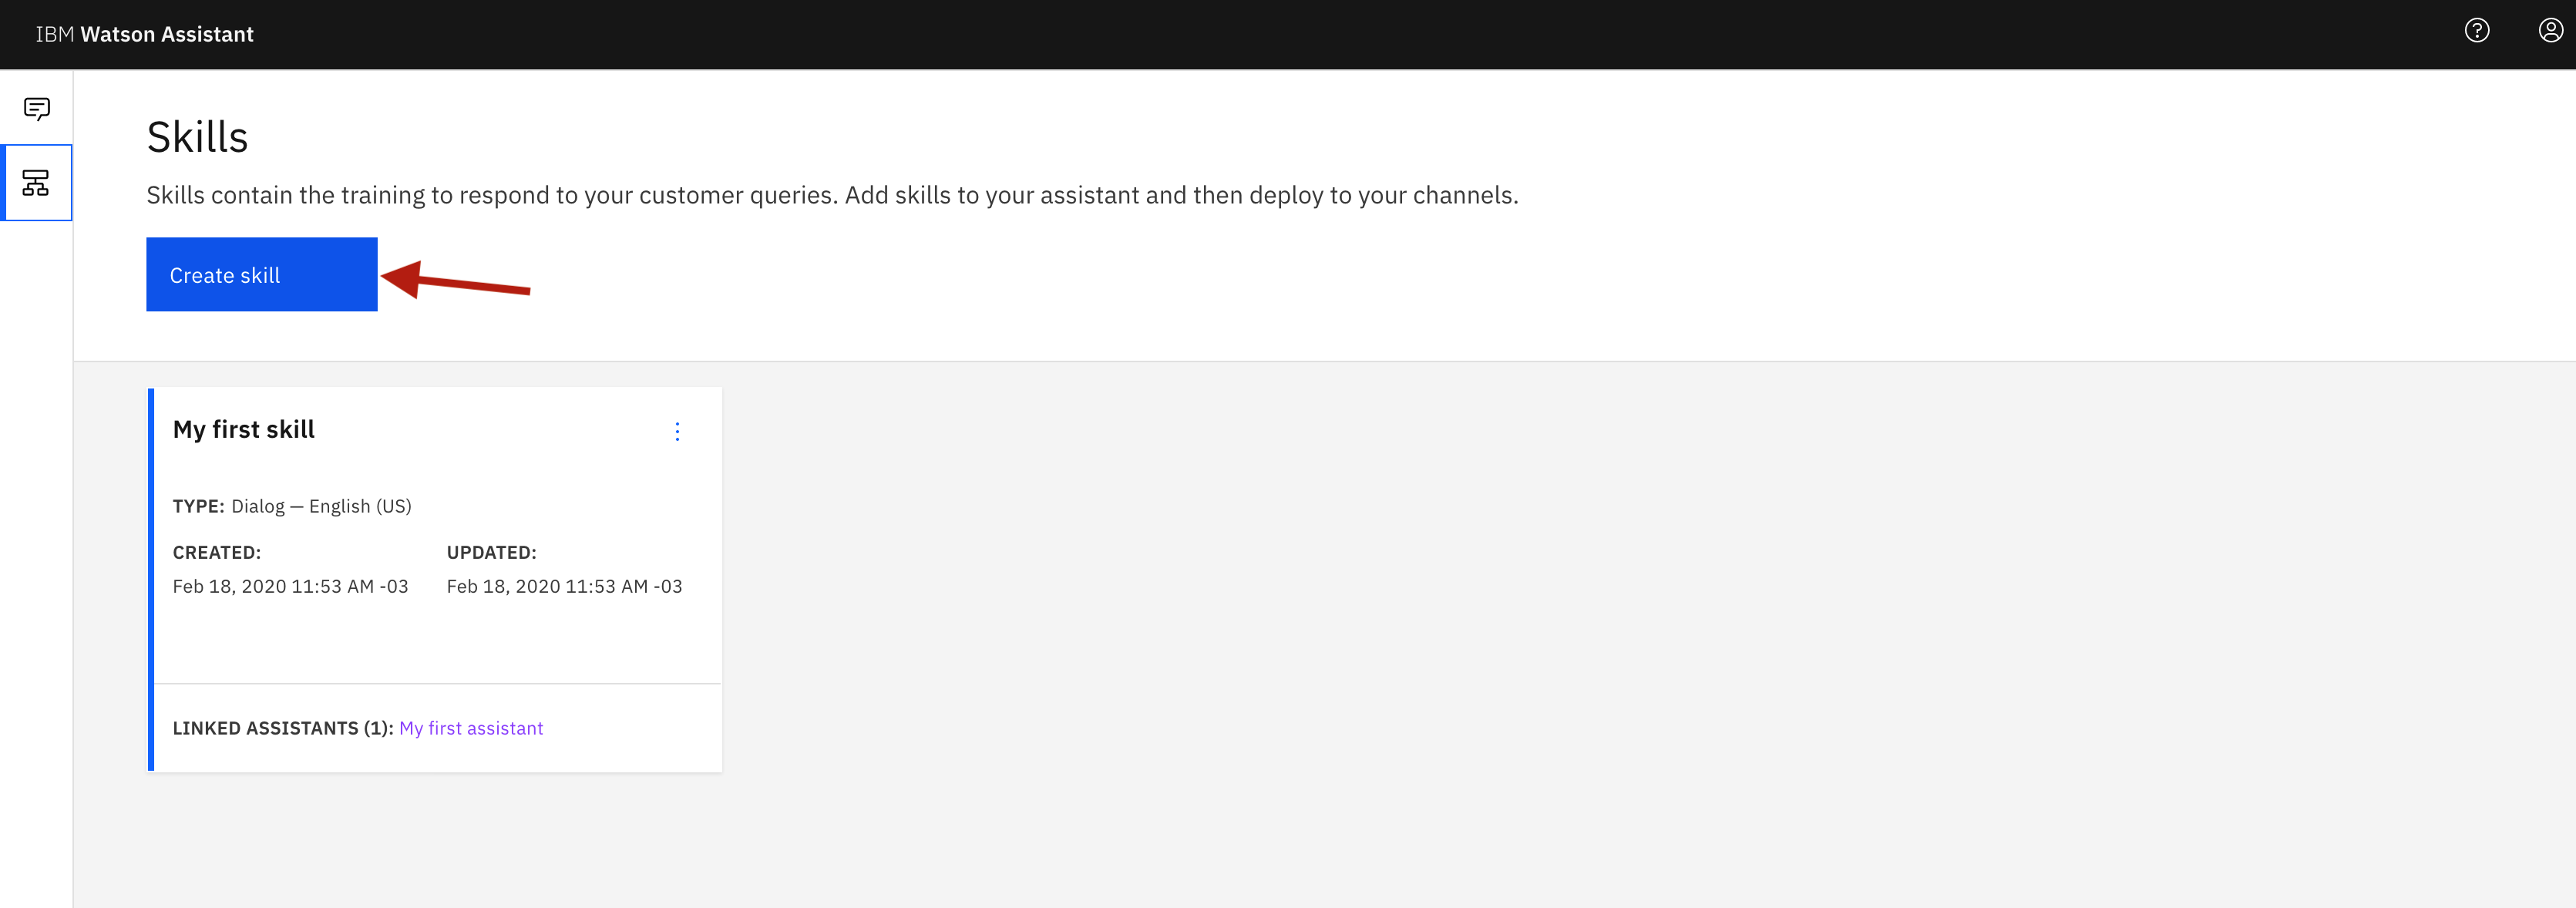 IBM Watson Assistant
Skills
Skills contain the training to respond to your customer queries. Add skills to your assistant and then deploy to your channels.
Create skill
My first skill
TYPE: Dialog — English (US)
CREATED: UPDATED:
Feb 18, 2020 11:53 AM -03 Feb 18, 2020 11:53 AM -03
LINKED ASSISTANTS (1): My first assistant